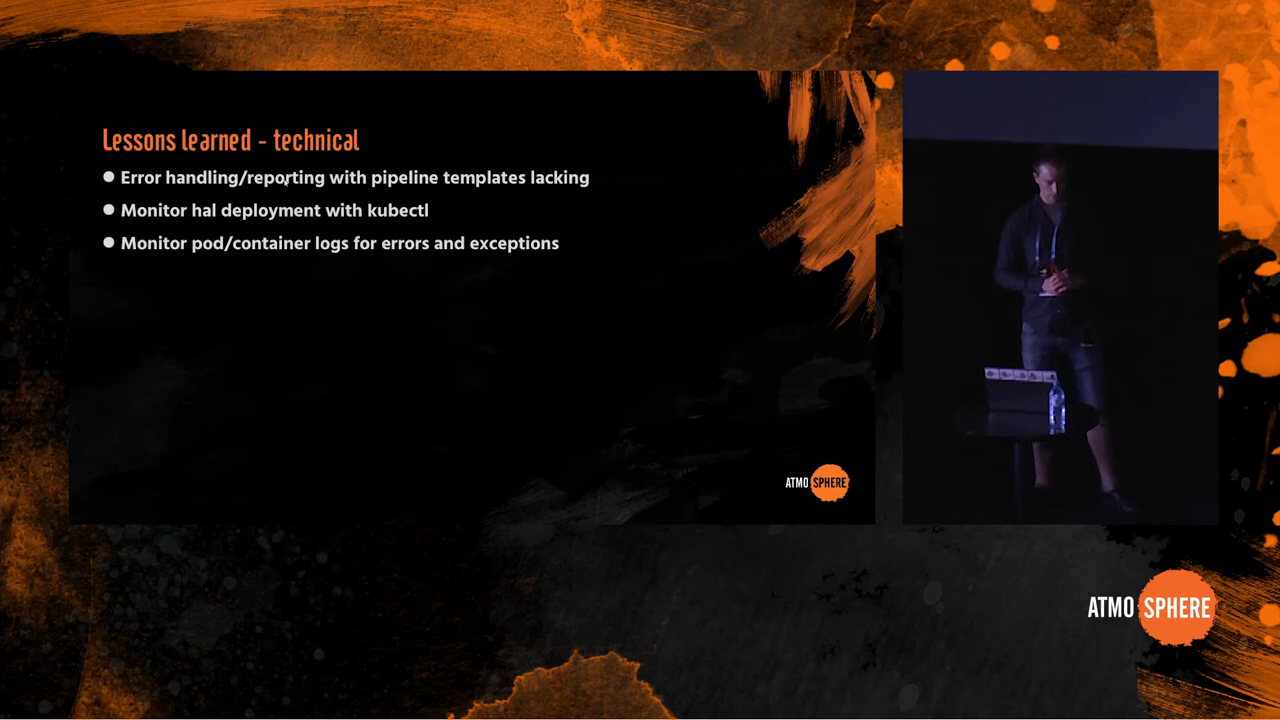 Lessons learned - technical
Error handling/reporting with pipeline templates lacking
Monitor hal deployment with kubectl
Monitor pod/container logs for errors and exceptions
ATMO SPHERE
ATMO SPHERE